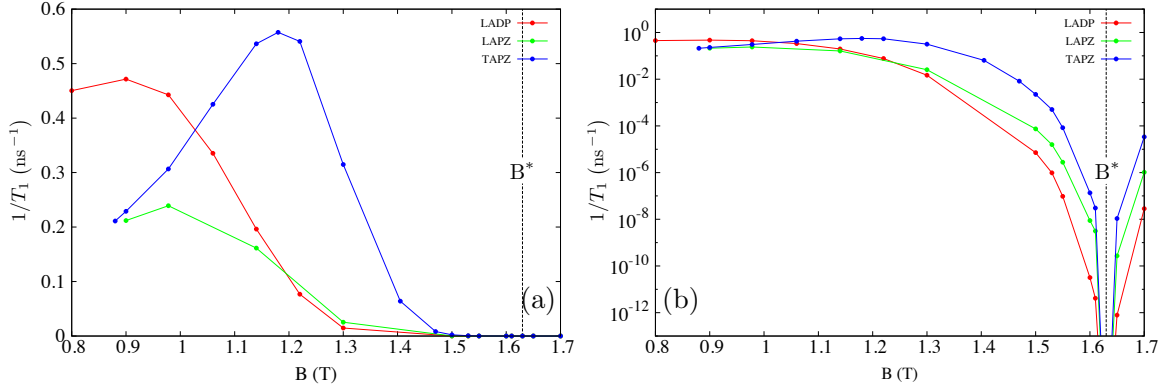 0.6
0.5
0.4
0.3
0.2
0.1
0
1/T₁ (ns⁻¹)
LADP
LAPZ
TAPZ
B*
(a)
0.8 0.9 1 1.1 1.2 1.3 1.4 1.5 1.6 1.7
B (T)
10⁰
10⁻²
10⁻⁴
10⁻⁶
10⁻⁸
10⁻¹⁰
10⁻¹²
1/T₁ (ns⁻¹)
LADP
LAPZ
TAPZ
B*
(b)
0.8 0.9 1 1.1 1.2 1.3 1.4 1.5 1.6 1.7
B (T)